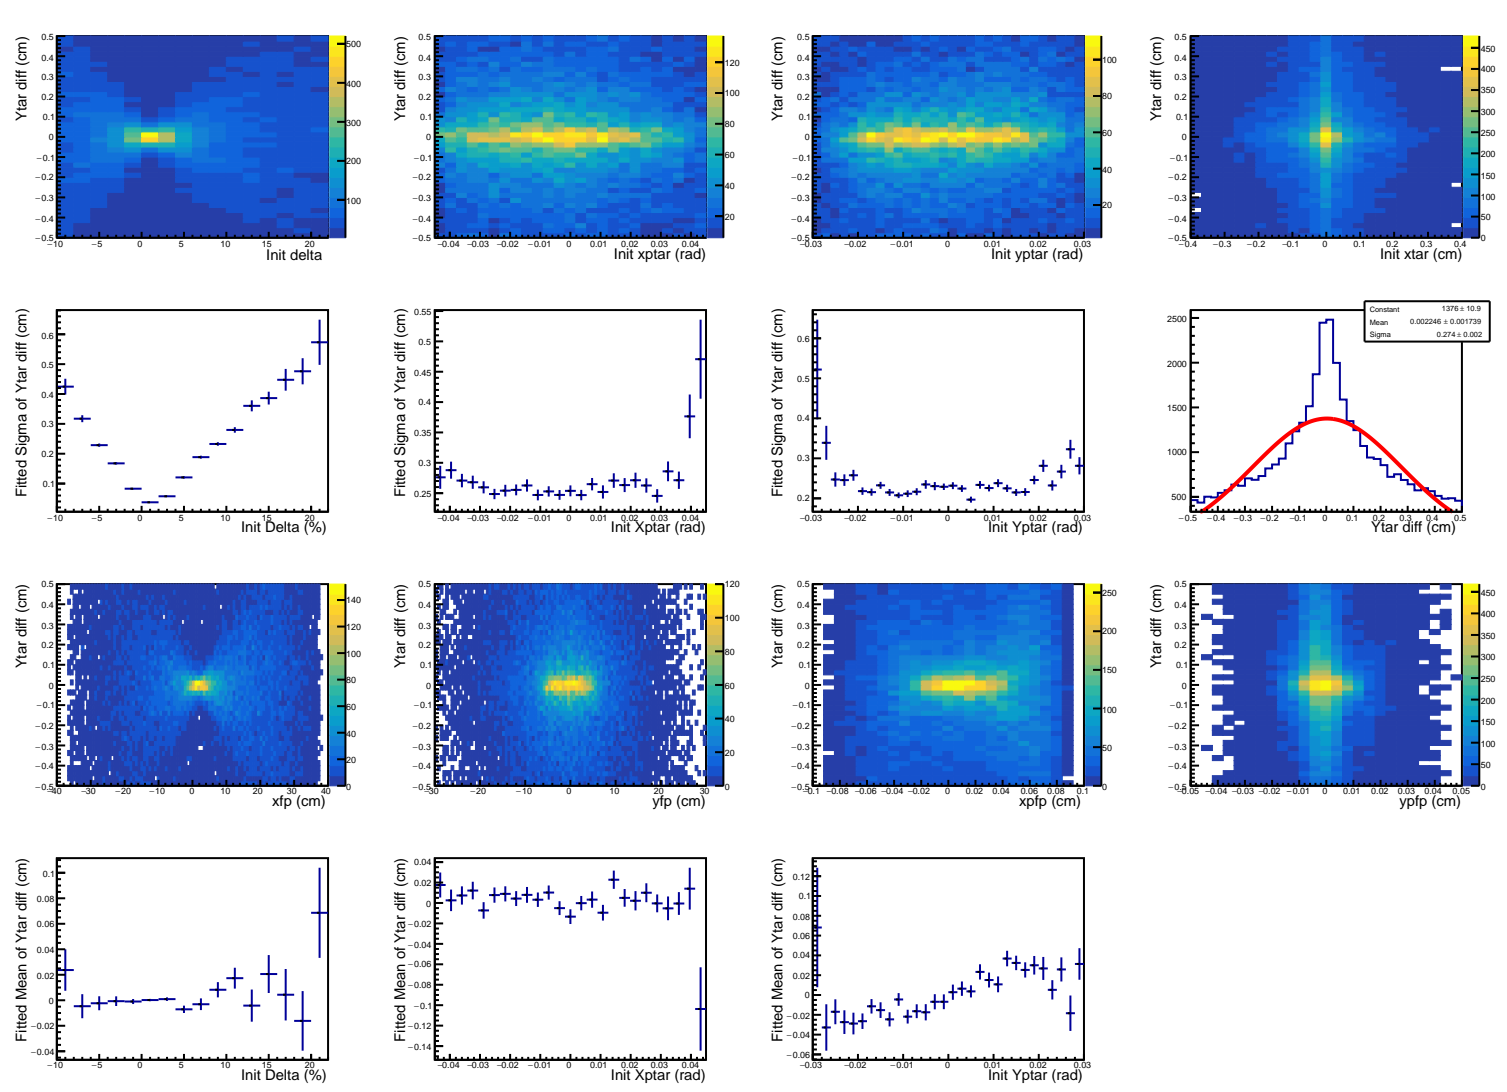 Ytar diff (cm)
Init delta
Ytar diff (cm)
Init xptar (rad)
Ytar diff (cm)
Init yptar (rad)
Ytar diff (cm)
Init xtar (cm)
Fitted Sigma of Ytar diff (cm)
Init Delta (%)
Fitted Sigma of Ytar diff (cm)
Init Xptar (rad)
Fitted Sigma of Ytar diff (cm)
Init Yptar (rad)
Constant 1376 ± 10.9
Mean 0.002246 ± 0.001739
Sigma 0.274 ± 0.002
Ytar diff (cm)
Ytar diff (cm)
xfp (cm)
Ytar diff (cm)
yfp (cm)
Ytar diff (cm)
xpfp (cm)
Ytar diff (cm)
ypfp (cm)
Fitted Mean of Ytar diff (cm)
Init Delta (%)
Fitted Mean of Ytar diff (cm)
Init Xptar (rad)
Fitted Mean of Ytar diff (cm)
Init Yptar (rad)